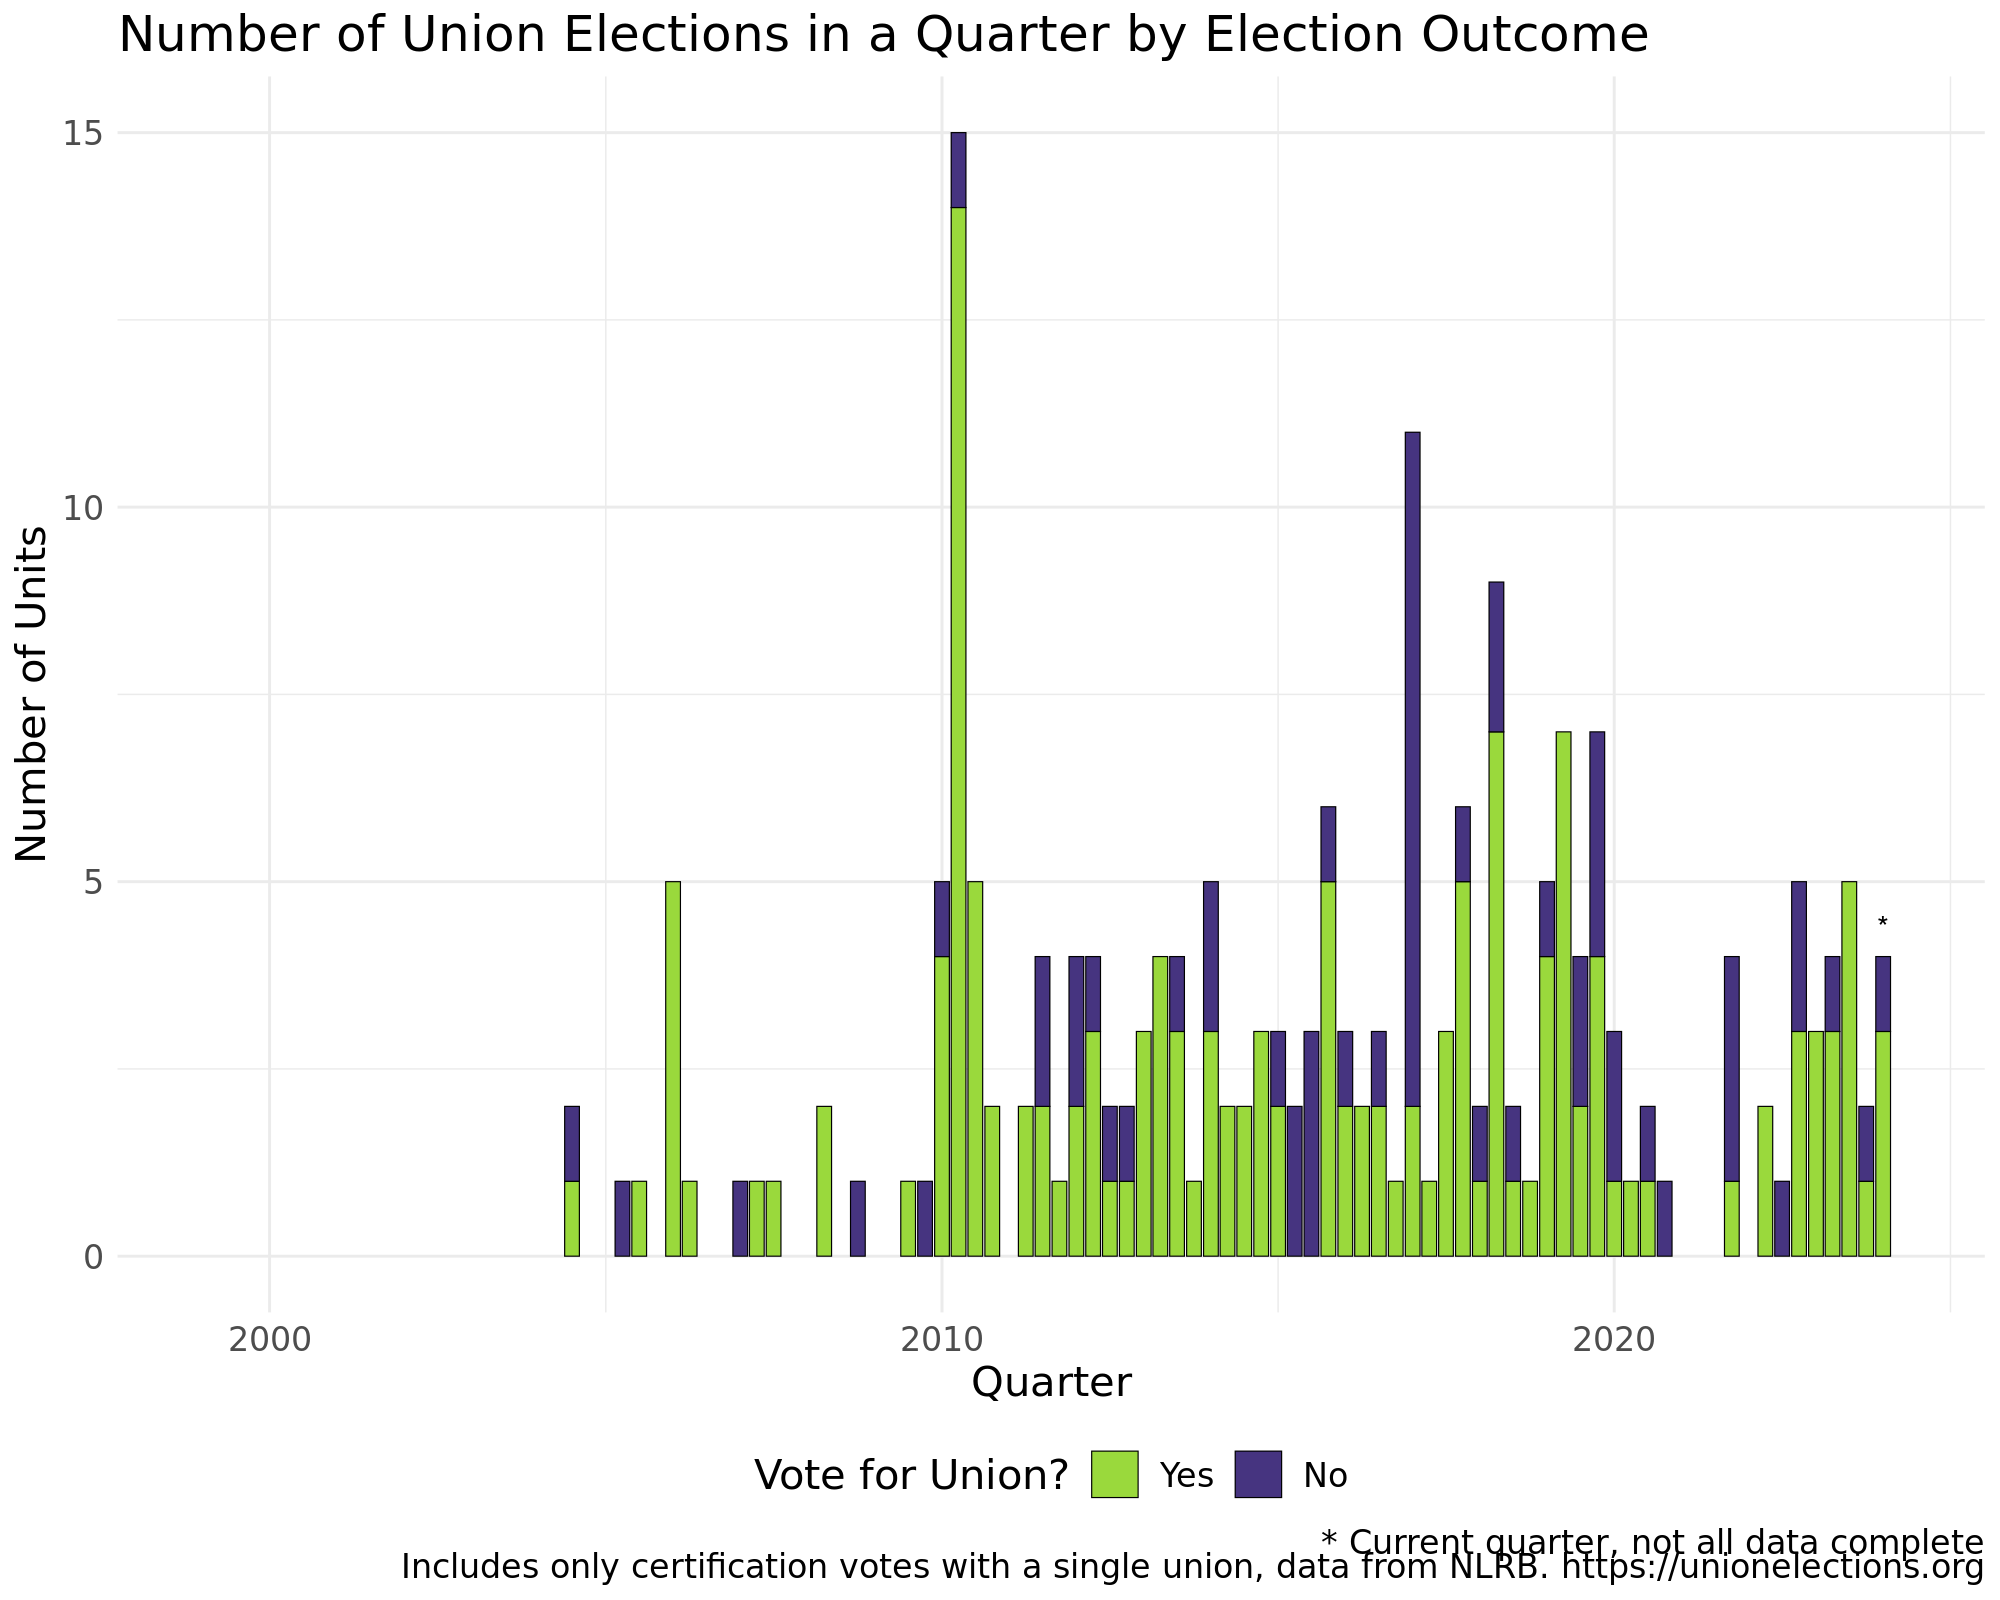 Number of Union Elections in a Quarter by Election Outcome
15
10
5
0
Number of Units
*
2000 2010 2020
Quarter
Vote for Union? Yes No
* Current quarter, not all data complete
Includes only certification votes with a single union, data from NLRB. https://unionelections.org